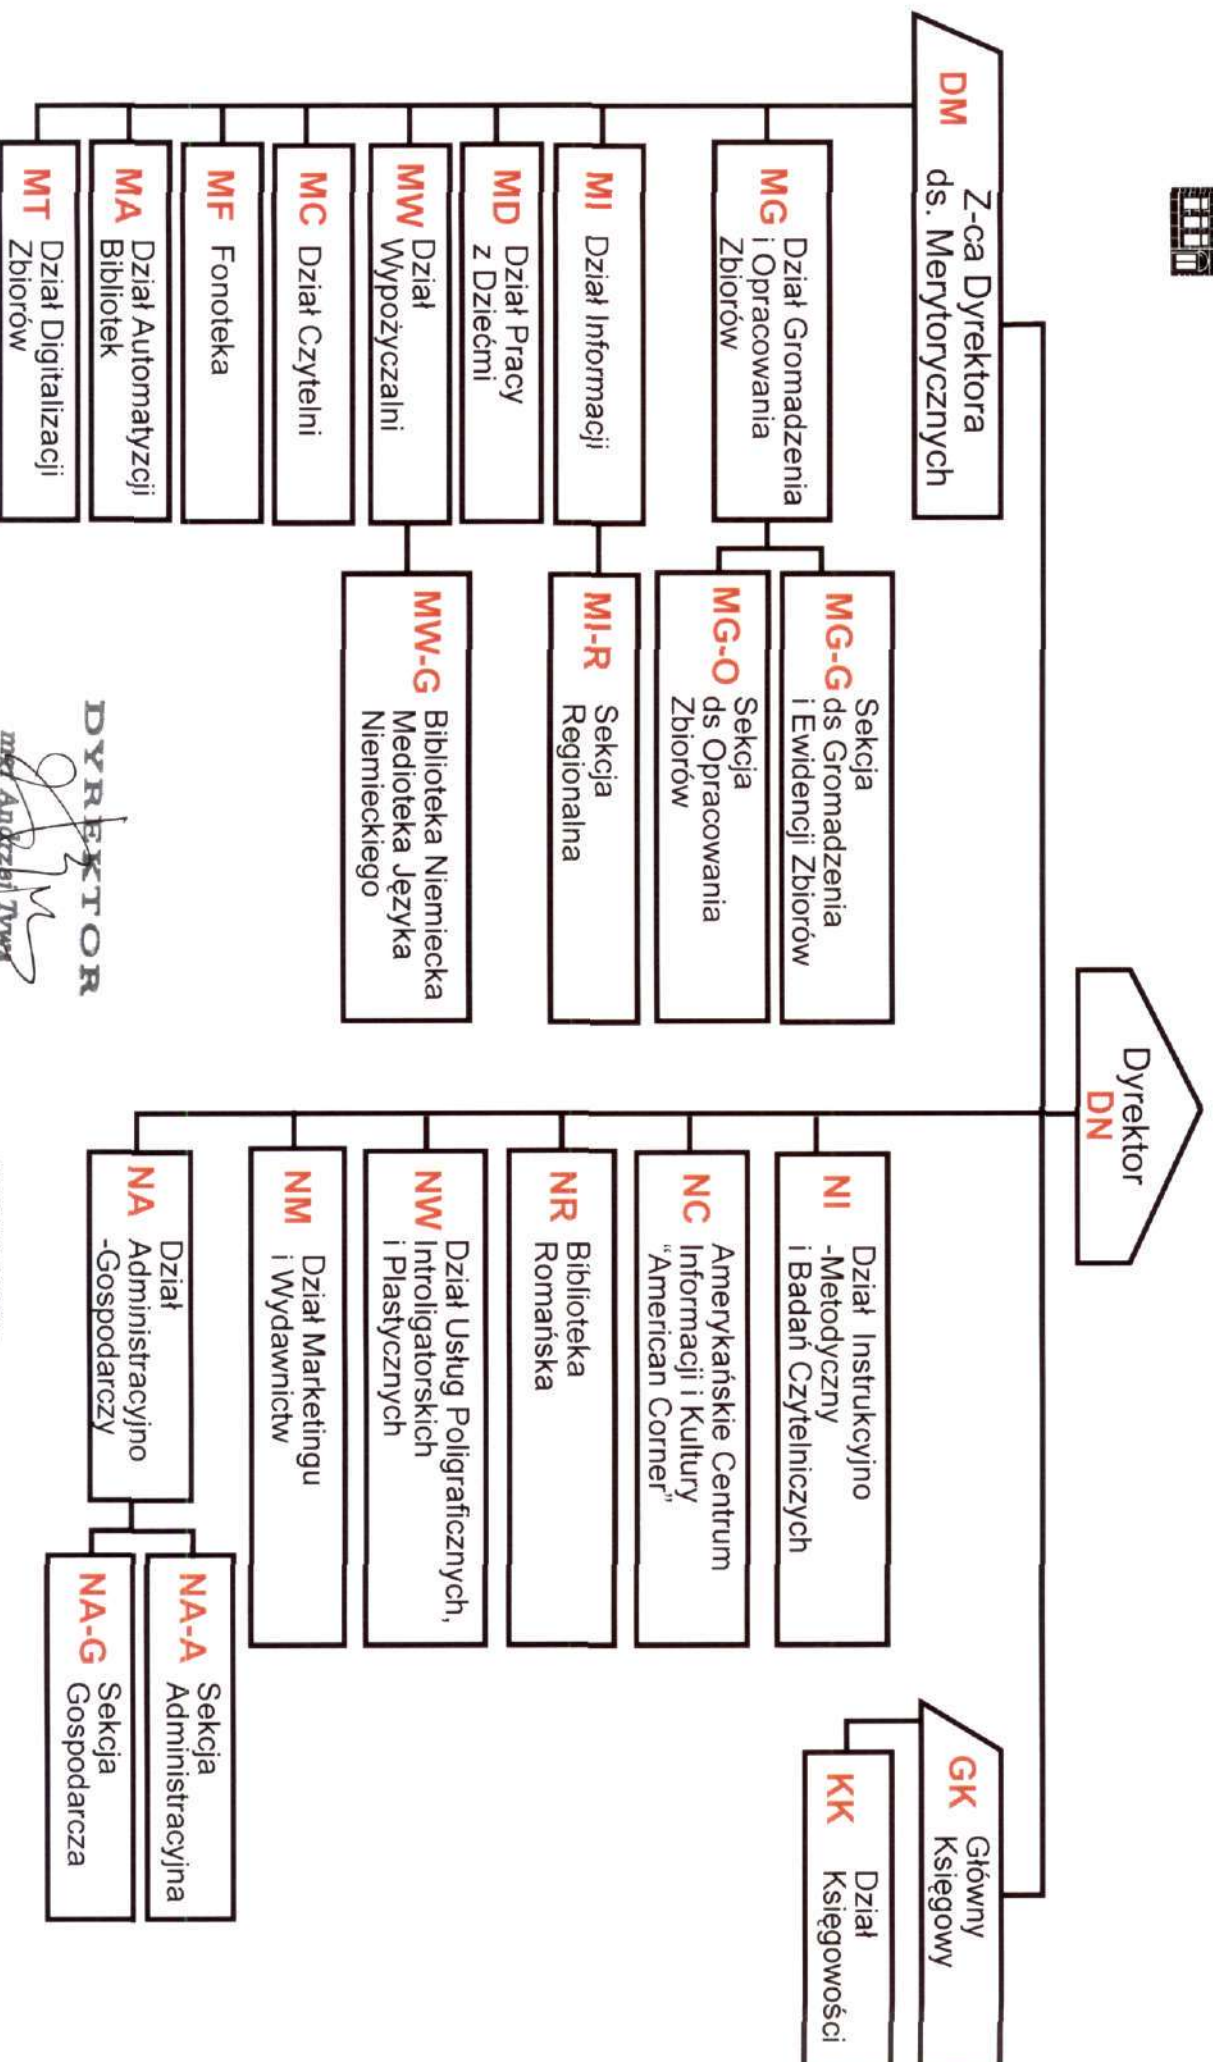 Dyrektor
DN
DM Z-ca Dyrektora
ds. Merytorycznych
MG Dział Gromadzenia
i Opracowania
Zbiorów
MG-G Sekcja
ds Gromadzenia
i Ewidencji Zbiorów
MG-O Sekcja
ds Opracowania
Zbiorów
MI Dział Informacji
MI-R Sekcja
Regionalna
MD Dział Pracy
z Dziećmi
MW Dział
Wypożyczalni
MW-G Biblioteka Niemiecka
Medioteka Języka
Niemieckiego
MC Dział Czytelni
MF Fonoteka
MA Dział Automatyzcji
Bibliotek
MT Dział Digitalizacji
Zbiorów
NI Dział Instrukcyjno
-Metodyczny
i Badań Czytelniczych
NC Amerykańskie Centrum
Informacji i Kultury
“American Corner”
NR Biblioteka
Romańska
NW Dział Usług Poligraficznych,
Introligatorskich
i Plastycznych
NM Dział Marketingu
i Wydawnictw
NA Dział
Administracyjno
-Gospodarczy
NA-A Sekcja
Administracyjna
NA-G Sekcja
Gospodarcza
GK Główny
Księgowy
KK Dział
Księgowości
DYREKTOR
mgr Andrzej